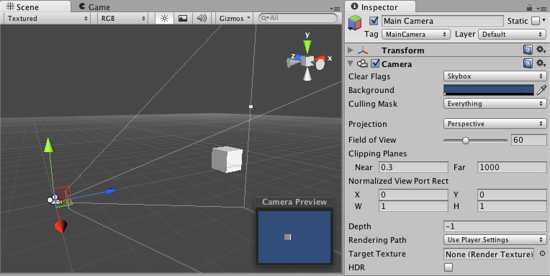 Scene Game
Textured RGB Gizmos All
y
z x
Camera Preview
Inspector
Main Camera Static
Tag MainCamera Layer Default
Transform
Camera
Clear Flags Skybox
Background
Culling Mask Everything
Projection Perspective
Field of View 60
Clipping Planes
Near 0.3 Far 1000
Normalized View Port Rect
X 0 Y 0
W 1 H 1
Depth -1
Rendering Path Use Player Settings
Target Texture None (Render Texture)
HDR